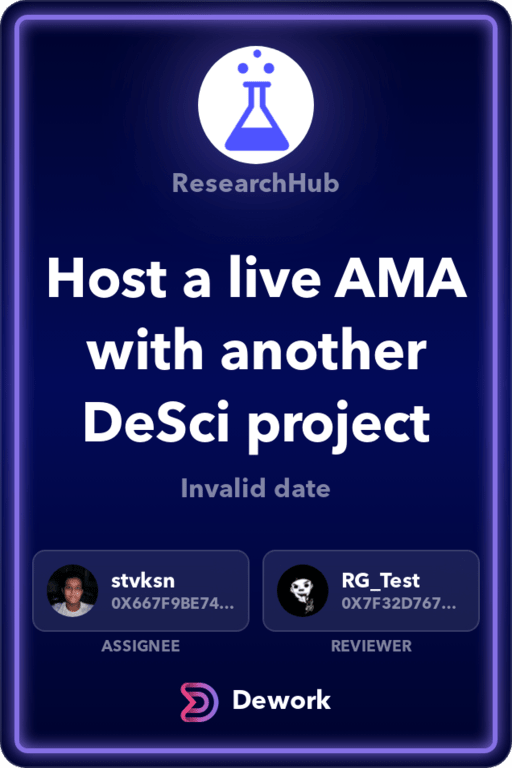 ResearchHub
Host a live AMA
with another
DeSci project
Invalid date
stvksn
0X667F9BE74...
ASSIGNEE
RG_Test
0X7F32D767...
REVIEWER
Dework